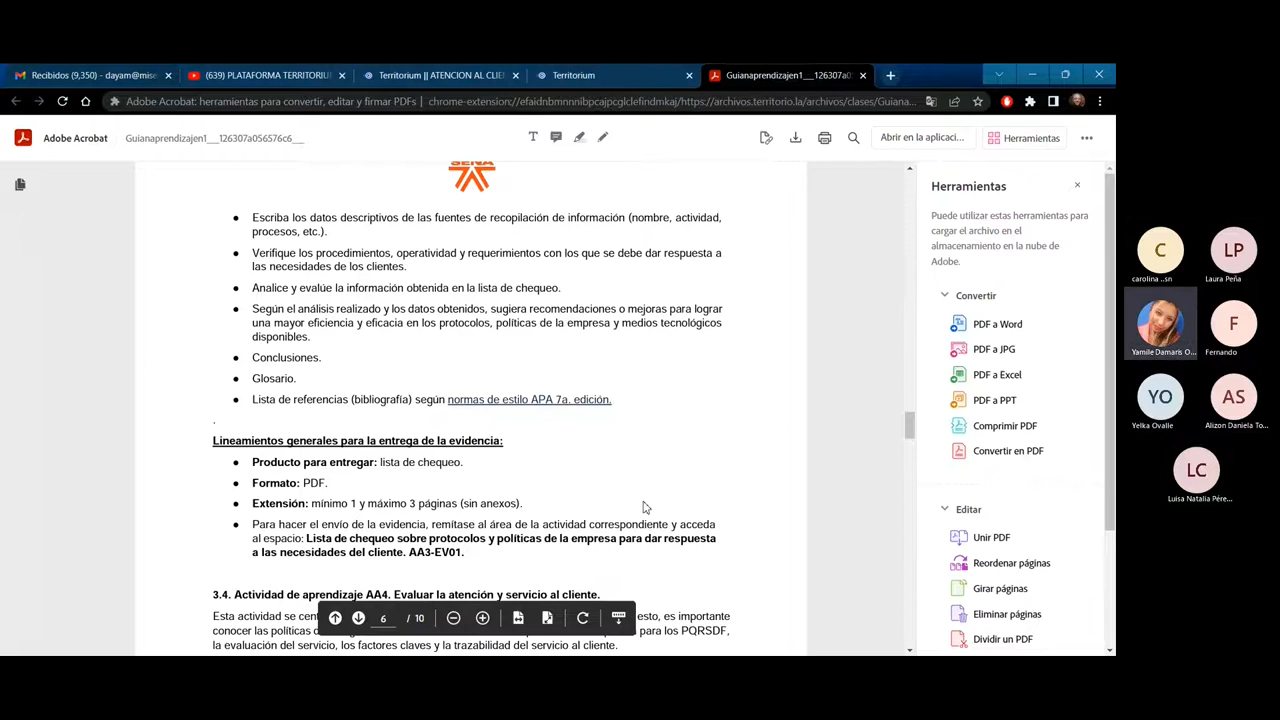 Recibidos (9,350) - dayam@mise
(639) PLATAFORMA TERRITORIU
Territorium || ATENCION AL CLIE
Territorium
Guianaprendizajen1___126307a0
Adobe Acrobat: herramientas para convertir, editar y firmar PDFs
chrome-extension://efaidnbmnnnibpcajpcglclefindmkaj/https://archivos.territorio.la/archivos/clases/Guiana...
Adobe Acrobat
Guianaprendizajen1___126307a056576c6__
Abrir en la aplicaci...
Herramientas
SENA
Escriba los datos descriptivos de las fuentes de recopilación de información (nombre, actividad,
procesos, etc.).
Verifique los procedimientos, operatividad y requerimientos con los que se debe dar respuesta a
las necesidades de los clientes.
Analice y evalúe la información obtenida en la lista de chequeo.
Según el análisis realizado y los datos obtenidos, sugiera recomendaciones o mejoras para lograr
una mayor eficiencia y eficacia en los protocolos, políticas de la empresa y medios tecnológicos
disponibles.
Conclusiones.
Glosario.
Lista de referencias (bibliografía) según normas de estilo APA 7a. edición.
.
Lineamientos generales para la entrega de la evidencia:
Producto para entregar: lista de chequeo.
Formato: PDF.
Extensión: mínimo 1 y máximo 3 páginas (sin anexos).
Para hacer el envío de la evidencia, remítase al área de la actividad correspondiente y acceda
al espacio: Lista de chequeo sobre protocolos y políticas de la empresa para dar respuesta
a las necesidades del cliente. AA3-EV01.
3.4. Actividad de aprendizaje AA4. Evaluar la atención y servicio al cliente.
Esta actividad se cent esto, es importante
conocer las políticas d para los PQRSDF,
la evaluación del servicio, los factores claves y la trazabilidad del servicio al cliente.
6 / 10
Herramientas
Puede utilizar estas herramientas para
cargar el archivo en el
almacenamiento en la nube de
Adobe.
Convertir
PDF a Word
PDF a JPG
PDF a Excel
PDF a PPT
Comprimir PDF
Convertir en PDF
Editar
Unir PDF
Reordenar páginas
Girar páginas
Eliminar páginas
Dividir un PDF
C
carolina ..sn
LP
Laura Peña
Yamile Damaris O...
F
Fernando
YO
Yelka Ovalle
AS
Alizon Daniela To...
LC
Luisa Natalia Pére...